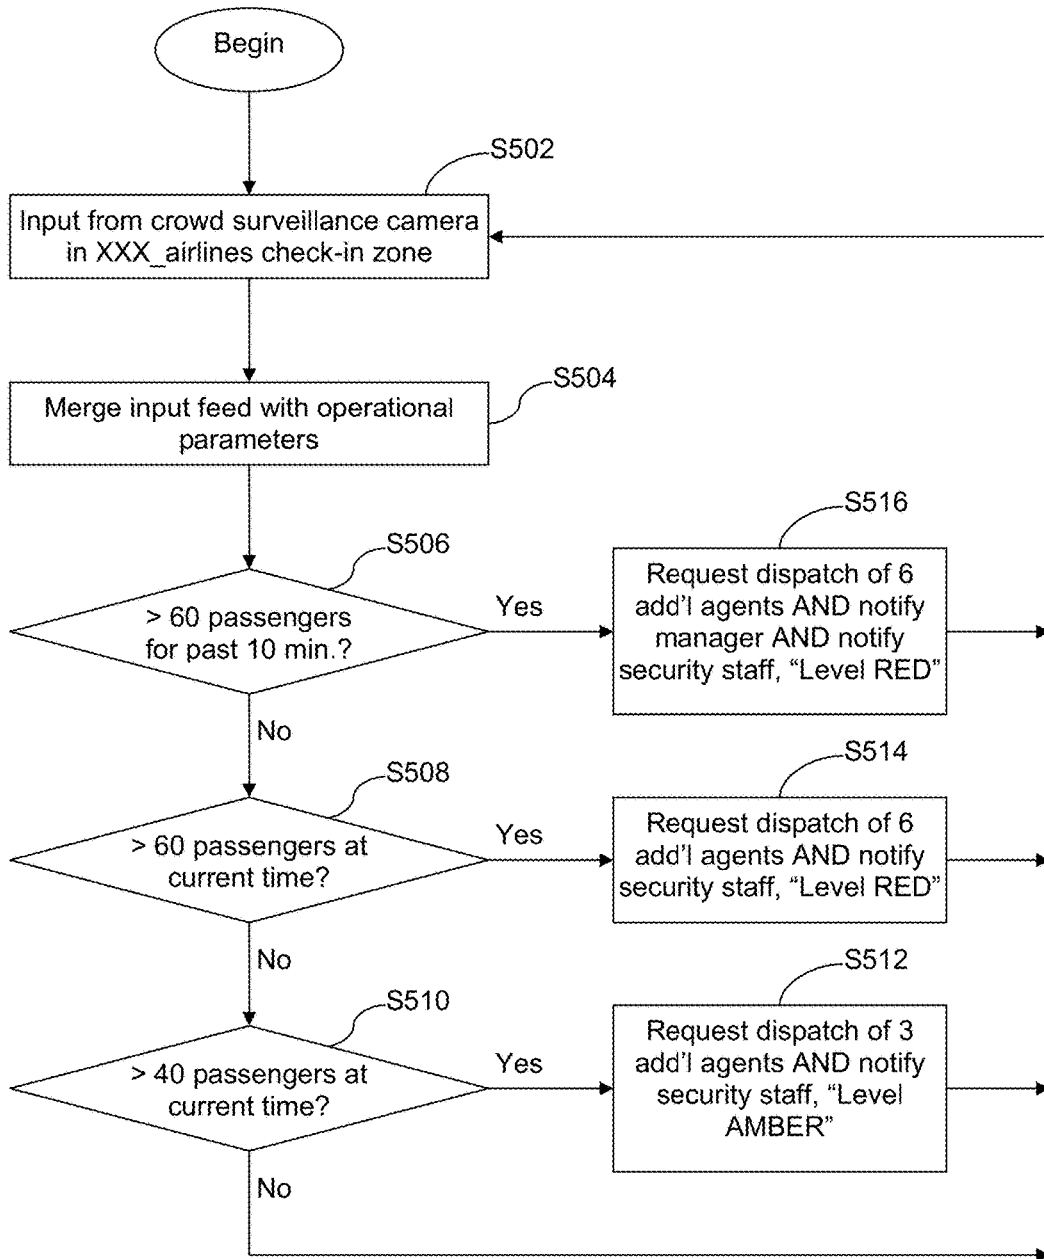 Begin
S502
Input from crowd surveillance camera
in XXX_airlines check-in zone
S504
Merge input feed with operational
parameters
S506
> 60 passengers
for past 10 min.?
Yes
S516
Request dispatch of 6
add'l agents AND notify
manager AND notify
security staff, “Level RED”
No
S508
> 60 passengers at
current time?
Yes
S514
Request dispatch of 6
add'l agents AND notify
security staff, “Level RED”
No
S510
> 40 passengers at
current time?
Yes
S512
Request dispatch of 3
add'l agents AND notify
security staff, “Level
AMBER”
No